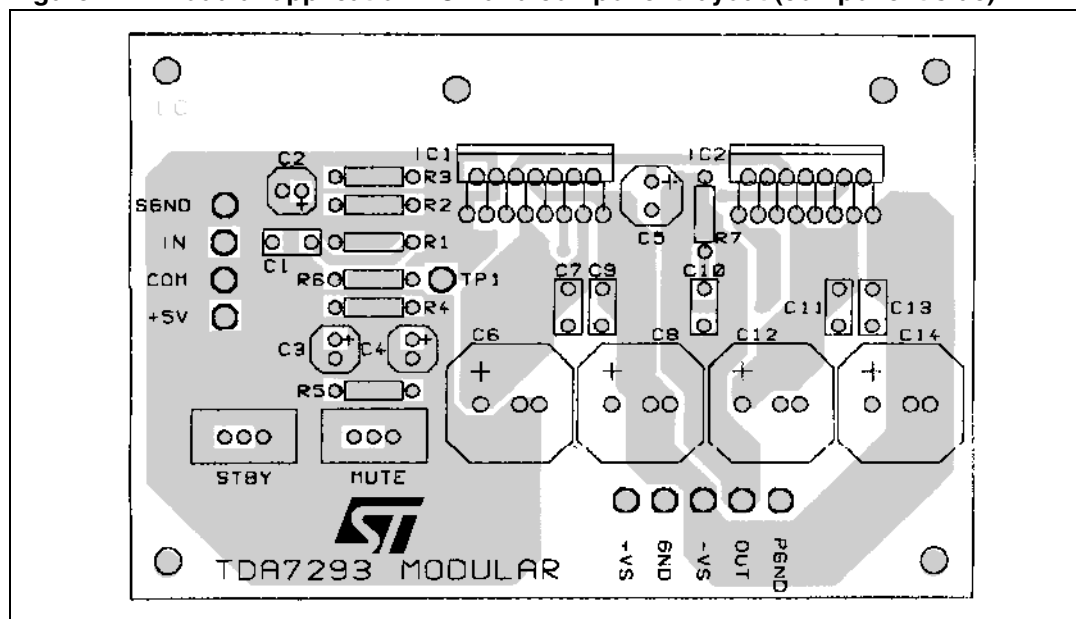 I C
C2
IC1
IC2
R3
SGND
R2
C5
R7
IN
R1
C1
C7 C9
C10
COM
R6
TP1
R4
C11
C13
+5V
C3
C4
C6
C8
C12
C14
R5
STBY
MUTE
ST
+VS
GND
-VS
OUT
PGND
TDA7293 MODULAR